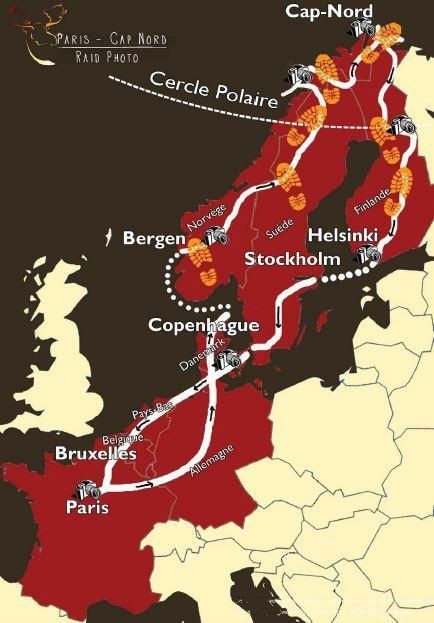 PARIS - CAP NORD
RAID PHOTO
Cap-Nord
Cercle Polaire
Norvege
Finlande
Bergen
Suède
Helsinki
Stockholm
Copenhague
Danemark
Pays-Bas
Belgique
Bruxelles
Allemagne
Paris